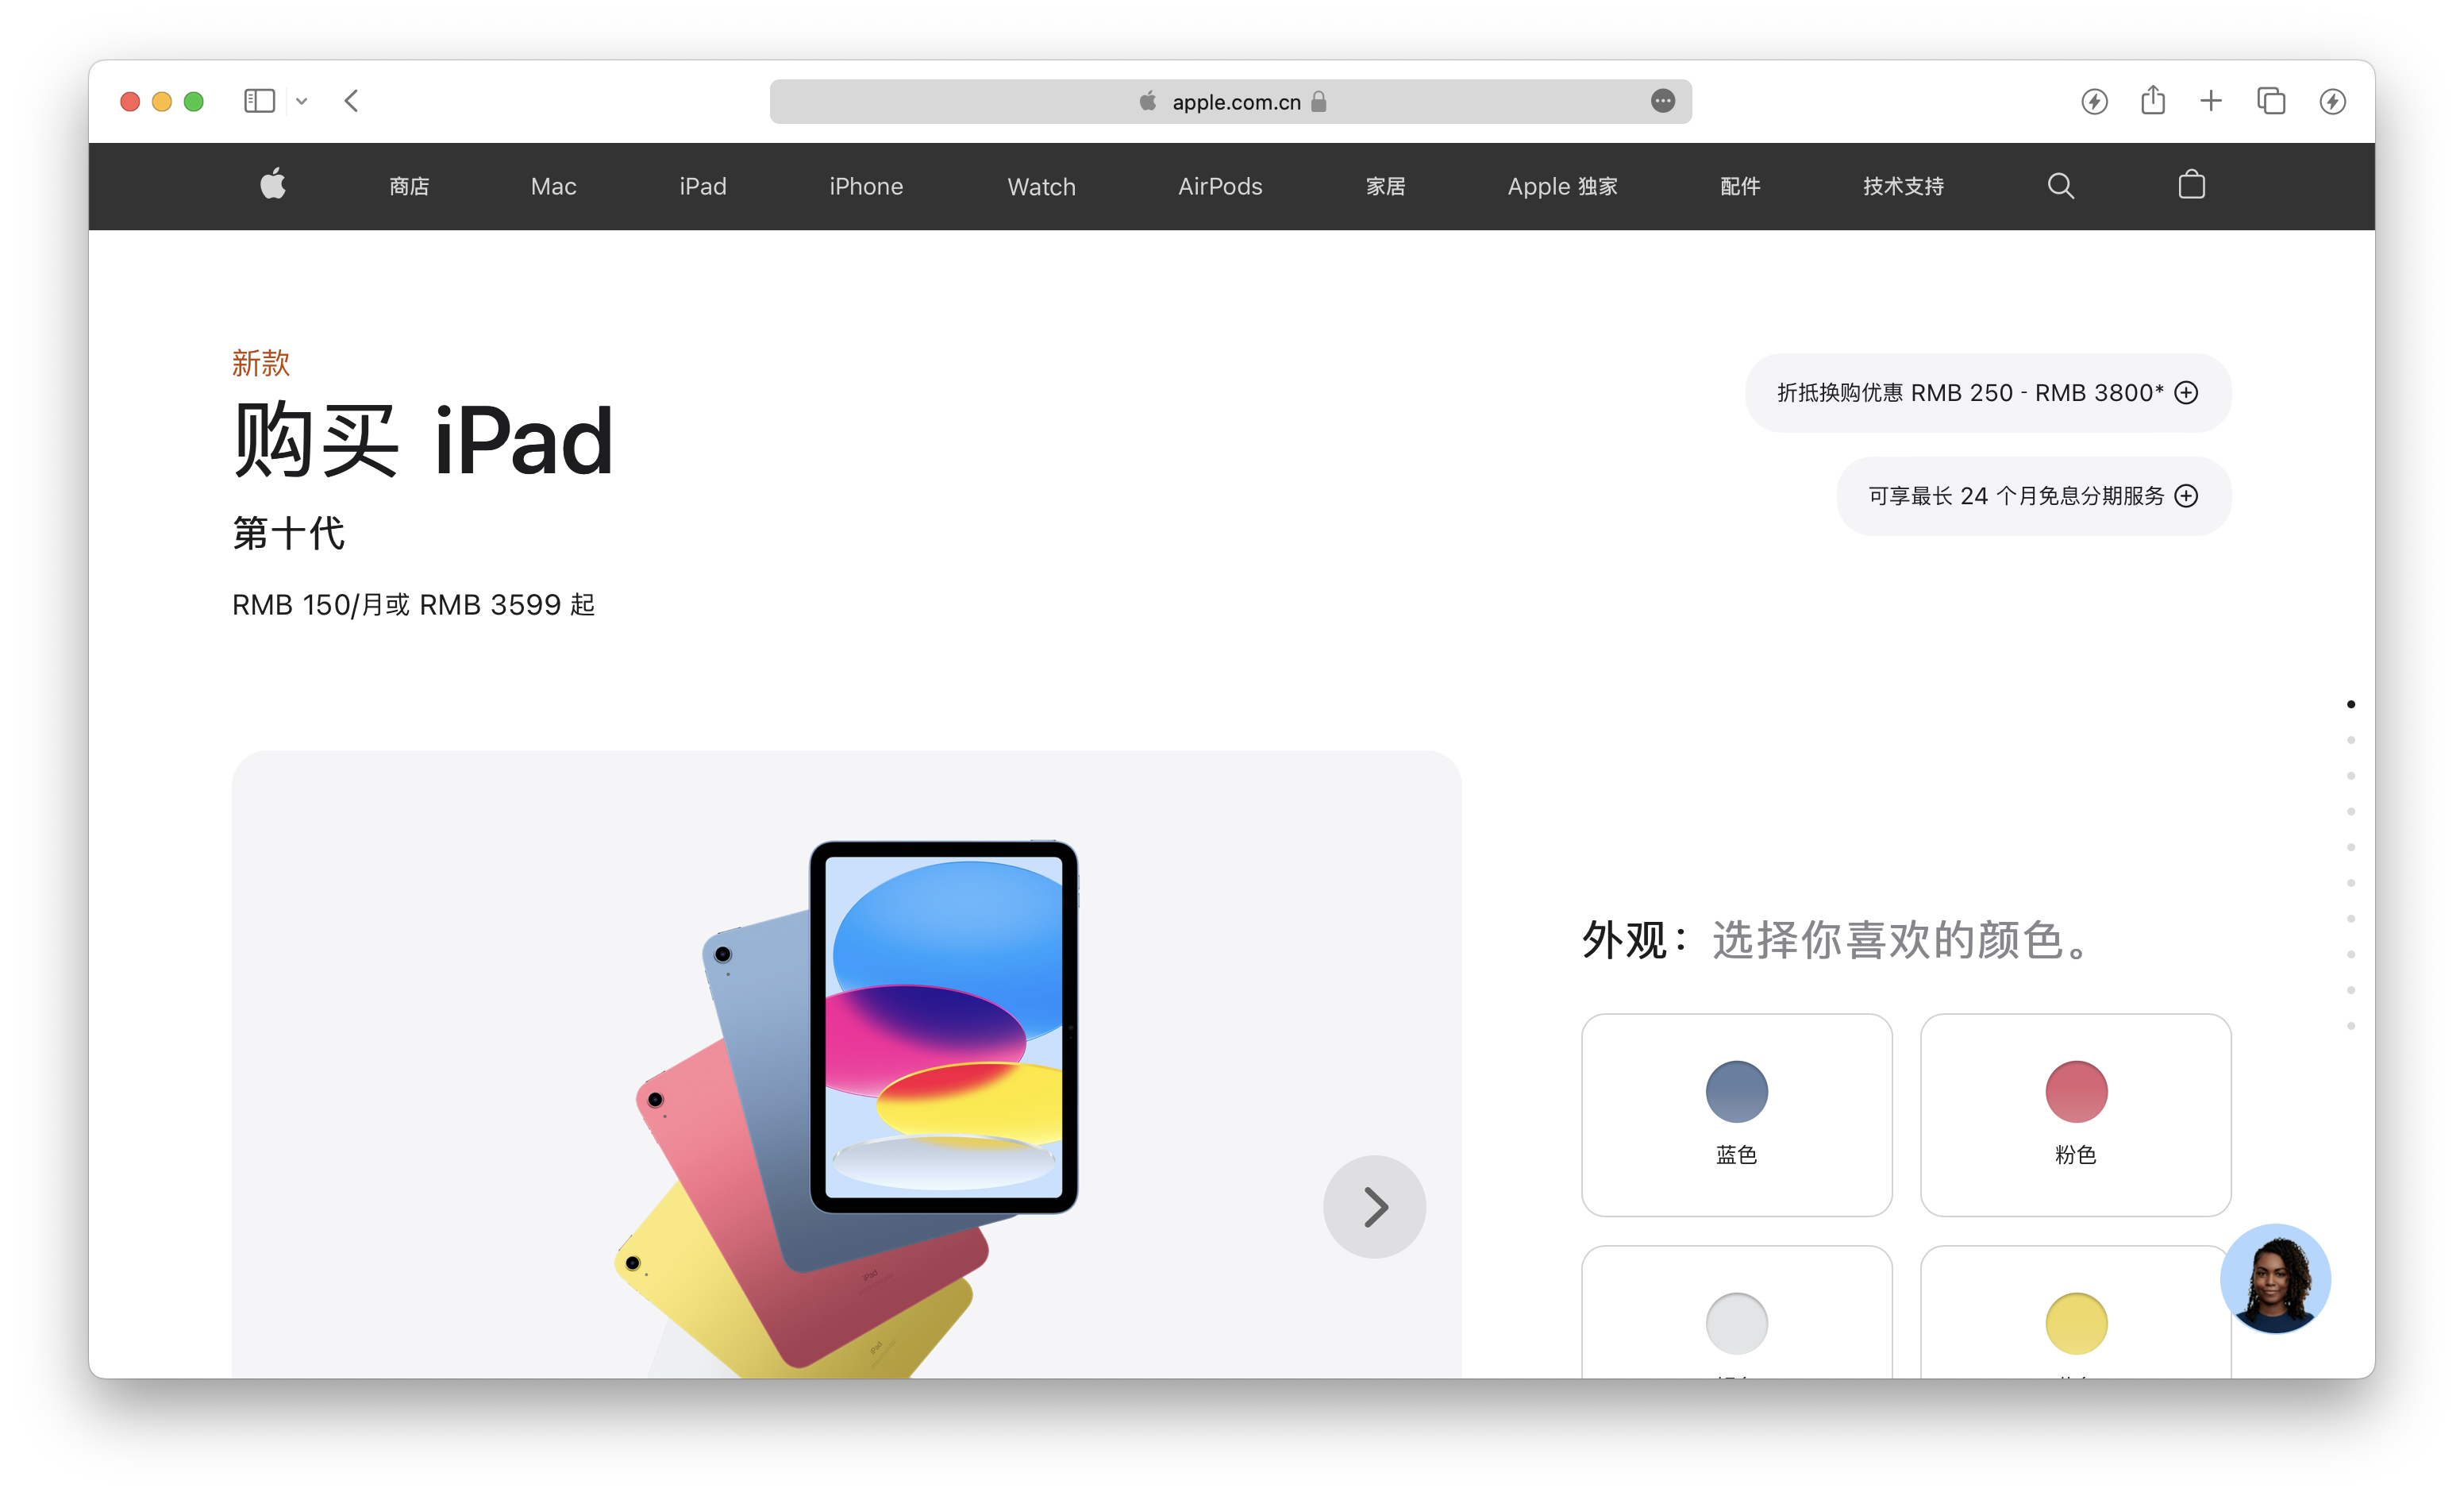 apple.com.cn
商店 Mac iPad iPhone Watch AirPods 家居 Apple 独家 配件 技术支持
新款
购买 iPad
第十代
RMB 150/月或 RMB 3599 起
折抵换购优惠 RMB 250 - RMB 3800*
可享最长 24 个月免息分期服务
iPad
iPad
外观：选择你喜欢的颜色。
蓝色
粉色